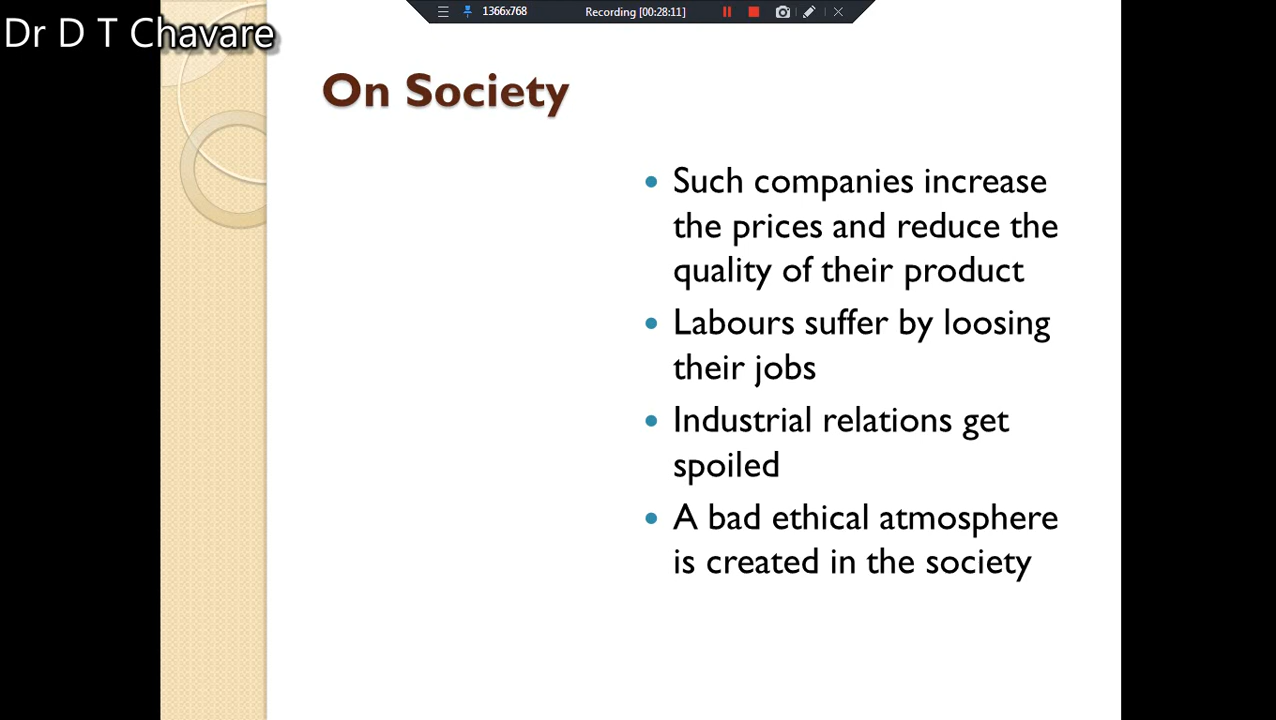 1366x768 Recording [00:28:11]
Dr D T Chavare
On Society
Such companies increase
the prices and reduce the
quality of their product
Labours suffer by loosing
their jobs
Industrial relations get
spoiled
A bad ethical atmosphere
is created in the society